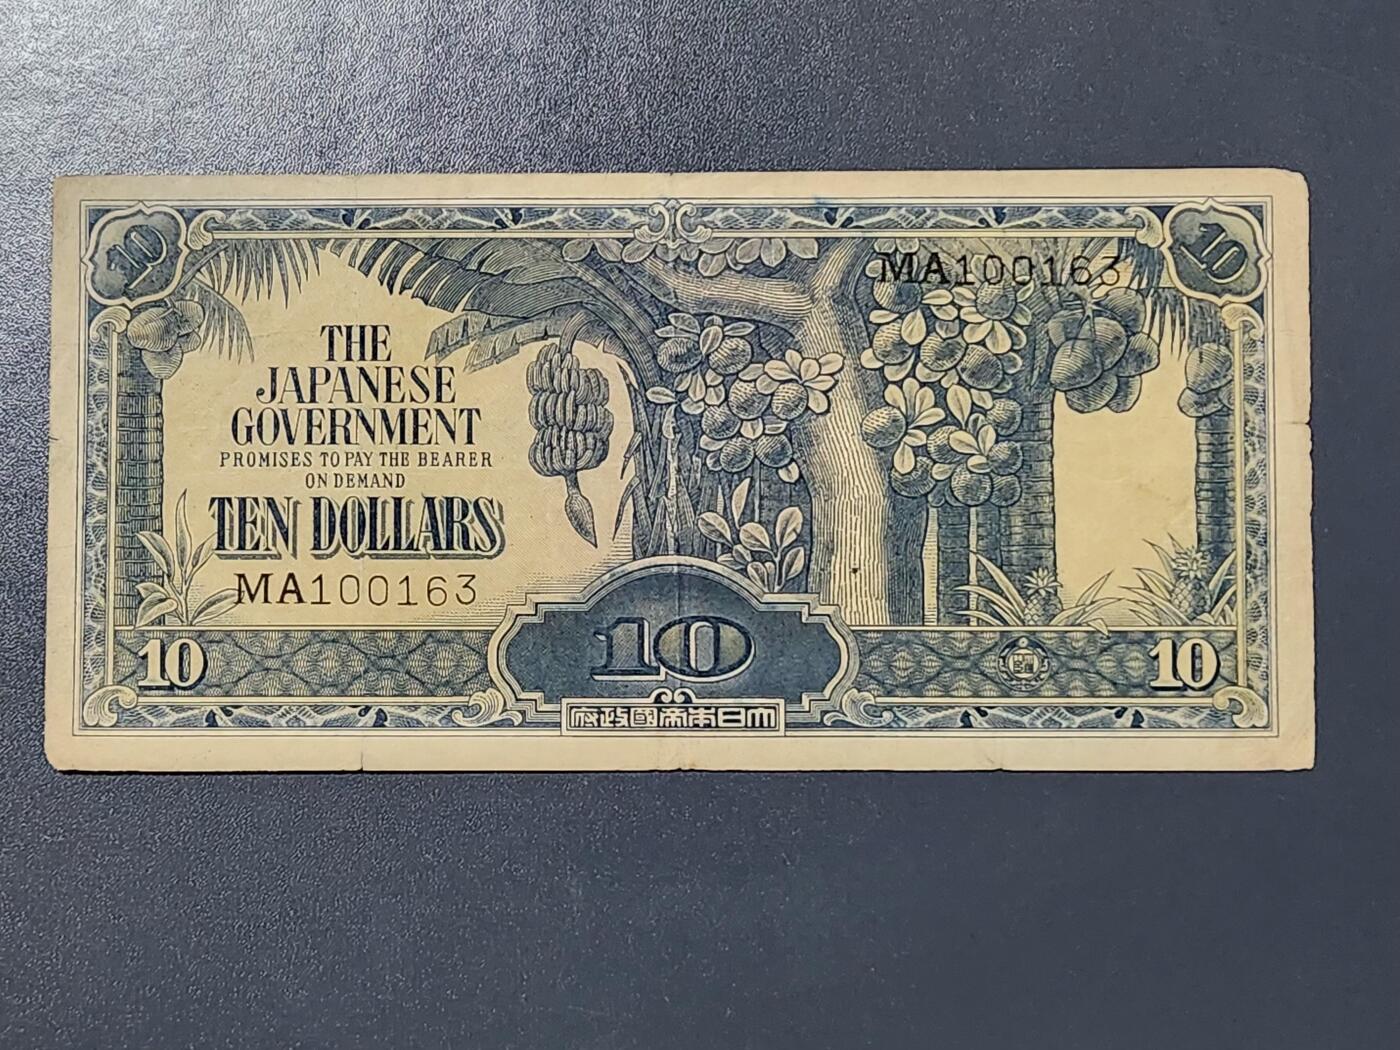 10
MA100163
10
THE
JAPANESE
GOVERNMENT
PROMISES TO PAY THE BEARER
ON DEMAND
TEN DOLLARS
MA100163
10
10
10
府政國帝本日大